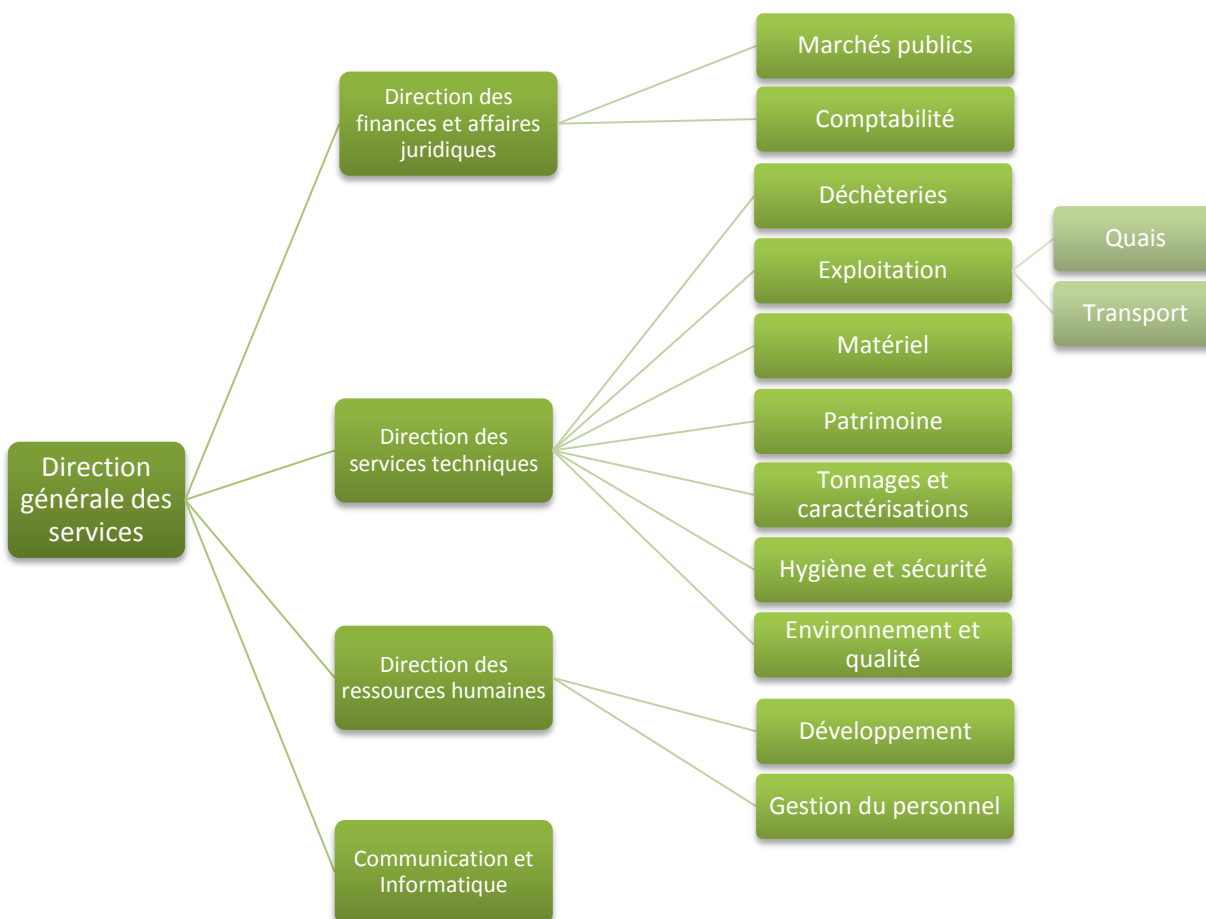 Direction
générale des
services
Direction des
finances et affaires
juridiques
Direction des
services techniques
Direction des
ressources humaines
Communication et
Informatique
Marchés publics
Comptabilité
Déchèteries
Exploitation
Matériel
Patrimoine
Tonnages et
caractérisations
Hygiène et sécurité
Environnement et
qualité
Développement
Gestion du personnel
Quais
Transport